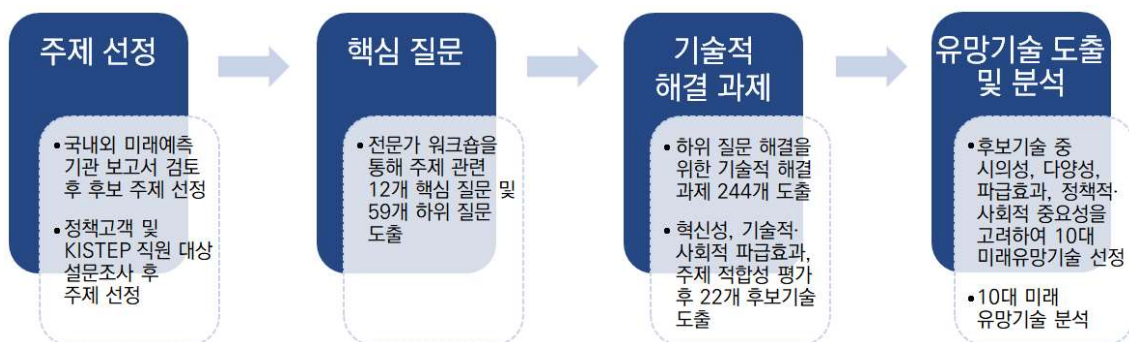 주제 선정
• 국내외 미래예측
기관 보고서 검토
후 후보 주제 선정
• 정책고객 및
KISTEP 직원 대상
설문조사 후
주제 선정
핵심 질문
• 전문가 워크숍을
통해 주제 관련
12개 핵심 질문 및
59개 하위 질문
도출
기술적
해결 과제
• 하위 질문 해결을
위한 기술적 해결
과제 244개 도출
• 혁신성, 기술적·
사회적 파급효과,
주제 적합성 평가
후 22개 후보기술
도출
유망기술 도출
및 분석
• 후보기술 중
시의성, 다양성,
파급효과, 정책적·
사회적 중요성을
고려하여 10대
미래유망기술 선정
• 10대 미래
유망기술 분석